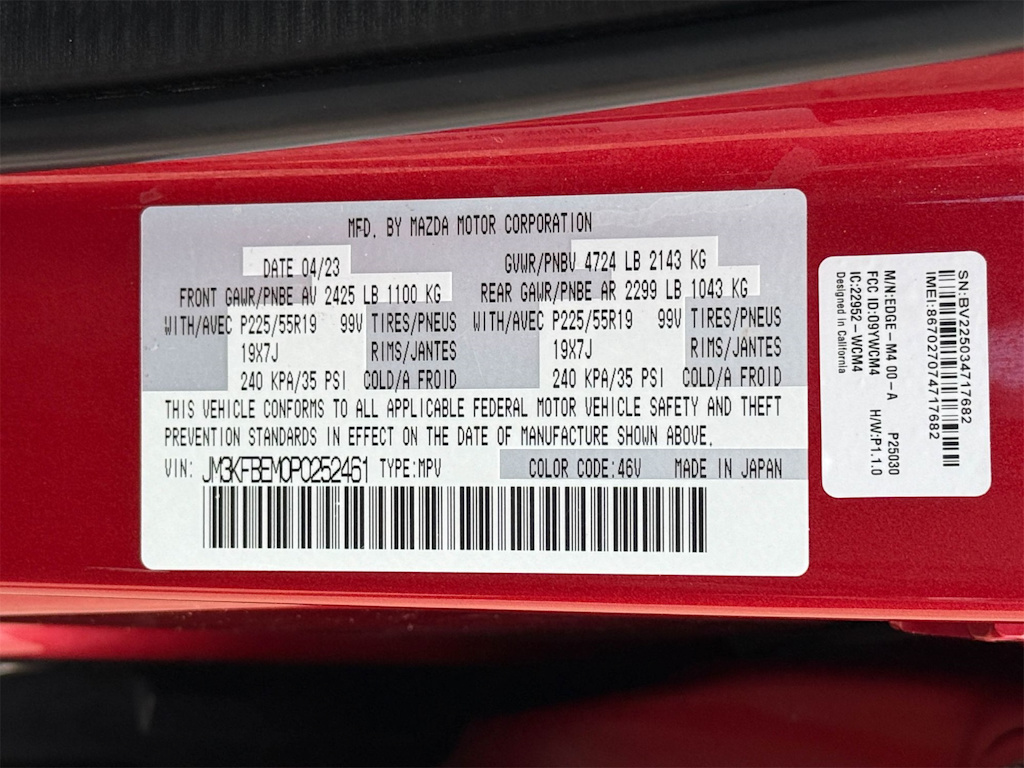 MFD. BY MAZDA MOTOR CORPORATION
DATE 04/23 GVWR/PNBV 4724 LB 2143 KG
FRONT GAWR/PNBE AV 2425 LB 1100 KG REAR GAWR/PNBE AR 2299 LB 1043 KG
WITH/AVEC P225/55R19 99V TIRES/PNEUS WITH/AVEC P225/55R19 99V TIRES/PNEUS
19X7J RIMS/JANTES 19X7J RIMS/JANTES
240 KPA/35 PSI COLD/A FROID 240 KPA/35 PSI COLD/A FROID
THIS VEHICLE CONFORMS TO ALL APPLICABLE FEDERAL MOTOR VEHICLE SAFETY AND THEFT
PREVENTION STANDARDS IN EFFECT ON THE DATE OF MANUFACTURE SHOWN ABOVE.
VIN: JM3KFBEM0P0252461 TYPE:MPV COLOR CODE:46V MADE IN JAPAN
SN:BV225034717682
IMEI:867027074717682
M/N:EDGE-M4 00-A P25030
FCC ID:09YWCM4 H/W:P1.1.0
IC:22952-WCM4
Designed in California